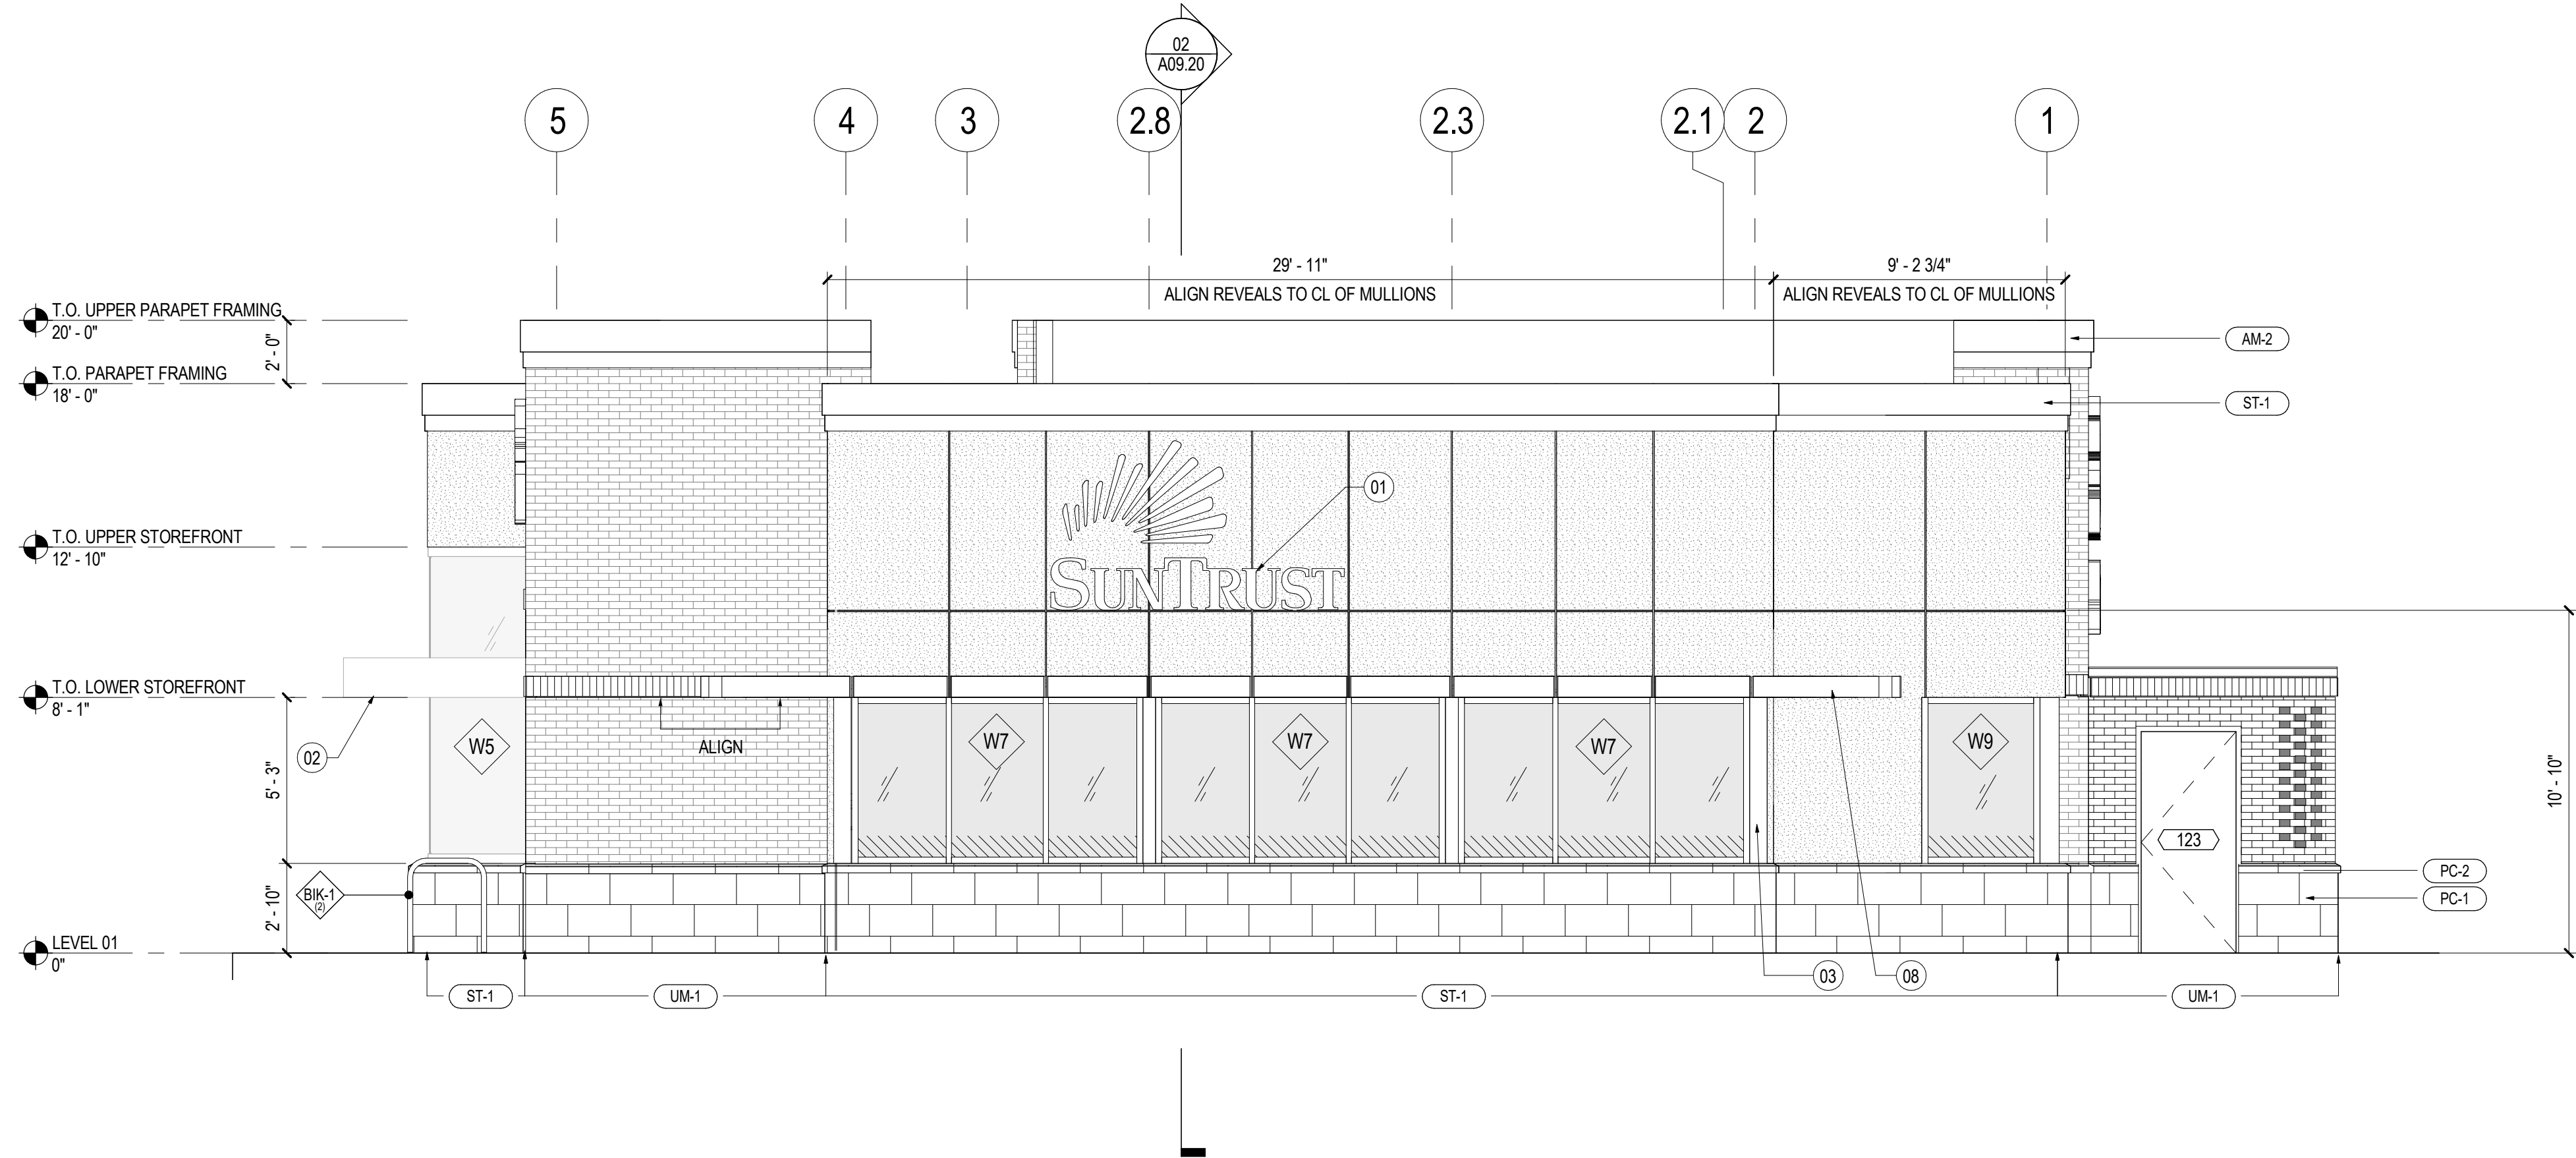 02
A09.20
5
4
3
2.8
2.3
2.1
2
1
29' - 11"
ALIGN REVEALS TO CL OF MULLIONS
9' - 2 3/4"
ALIGN REVEALS TO CL OF MULLIONS
T.O. UPPER PARAPET FRAMING
20' - 0"
2' - 0"
T.O. PARAPET FRAMING
18' - 0"
AM-2
ST-1
01
T.O. UPPER STOREFRONT
12' - 10"
SUNTRUST
T.O. LOWER STOREFRONT
8' - 1"
02
W5
ALIGN
W7
W7
W7
W9
5' - 3"
10' - 10"
123
BIK-1
(2)
2' - 10"
PC-2
PC-1
LEVEL 01
0"
03
08
ST-1
UM-1
ST-1
UM-1